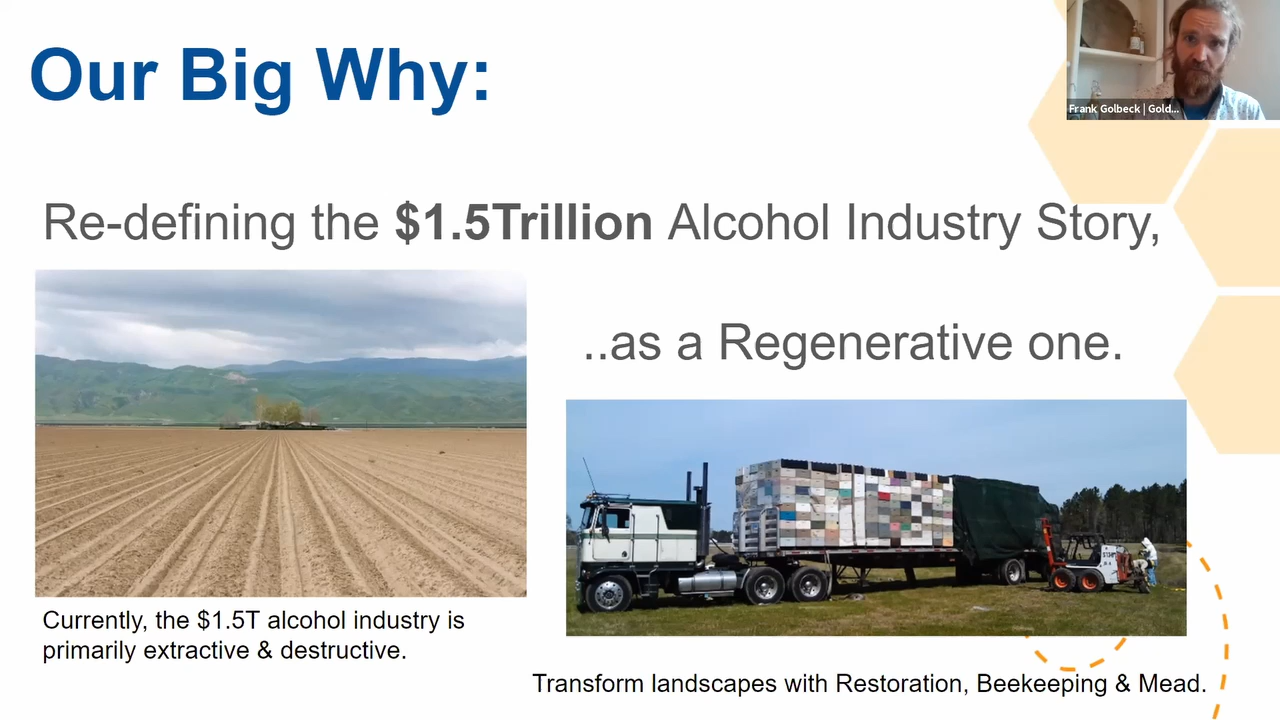 Our Big Why:
Frank Golbeck | Gold...
Re-defining the $1.5Trillion Alcohol Industry Story,
..as a Regenerative one.
Currently, the $1.5T alcohol industry is
primarily extractive & destructive.
Transform landscapes with Restoration, Beekeeping & Mead.